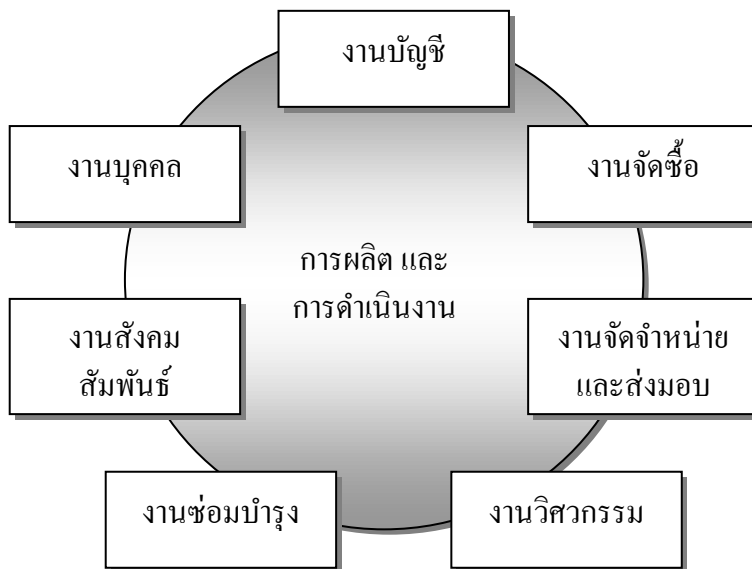 งานบัญชี
งานบุคคล
งานจัดซื้อ
การผลิต และ
การดำเนินงาน
งานสังคม
สัมพันธ์
งานจัดจำหน่าย
และส่งมอบ
งานซ่อมบำรุง
งานวิศวกรรม